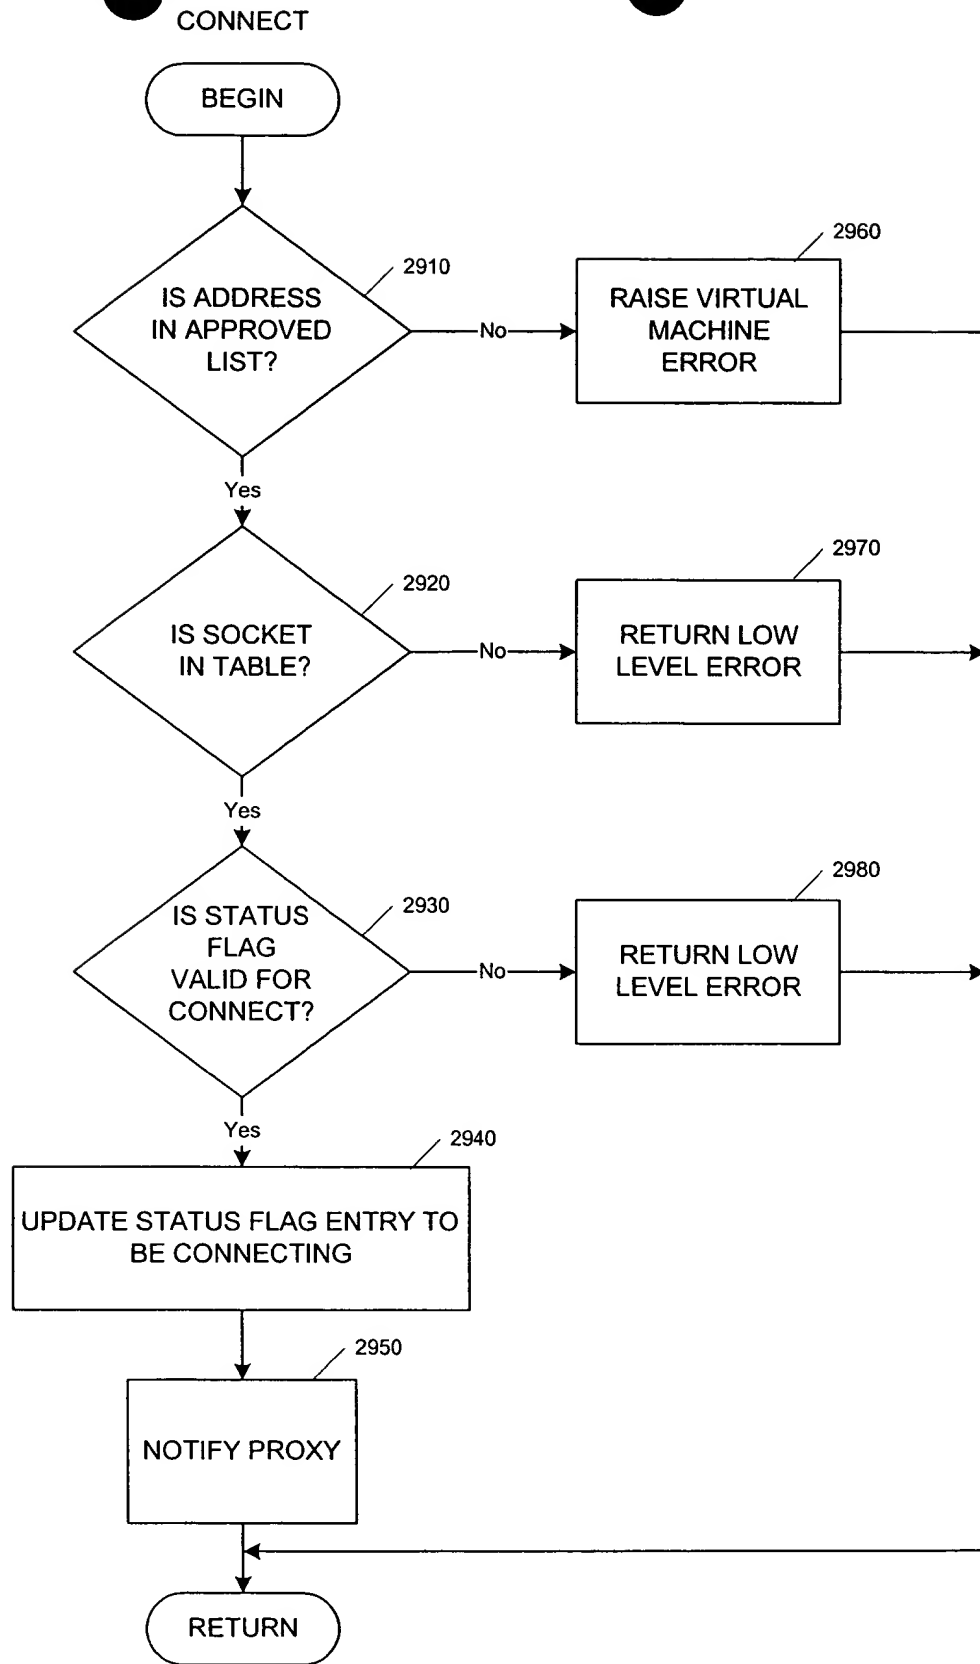 CONNECT
BEGIN
2910
IS ADDRESS
IN APPROVED
LIST?
No
2960
RAISE VIRTUAL
MACHINE
ERROR
Yes
2920
IS SOCKET
IN TABLE?
No
2970
RETURN LOW
LEVEL ERROR
Yes
2930
IS STATUS
FLAG
VALID FOR
CONNECT?
No
2980
RETURN LOW
LEVEL ERROR
Yes
2940
UPDATE STATUS FLAG ENTRY TO
BE CONNECTING
2950
NOTIFY PROXY
RETURN